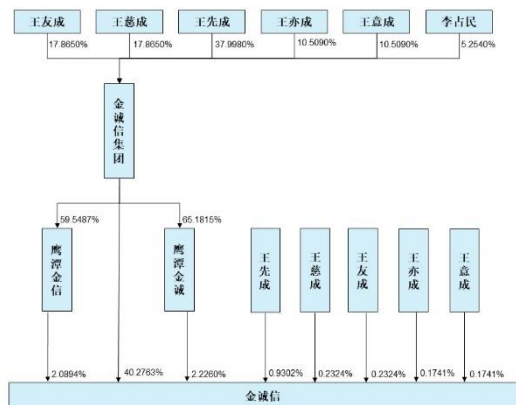 王友成
王慈成
王先成
王亦成
王意成
李占民
17.8650%
17.8650%
37.9980%
10.5090%
10.5090%
5.2540%
金诚信集团
59.5487%
65.1815%
鹰潭金信
鹰潭金诚
王先成
王慈成
王友成
王亦成
王意成
2.0894%
40.2763%
2.2260%
0.9302%
0.2324%
0.2324%
0.1741%
0.1741%
金诚信